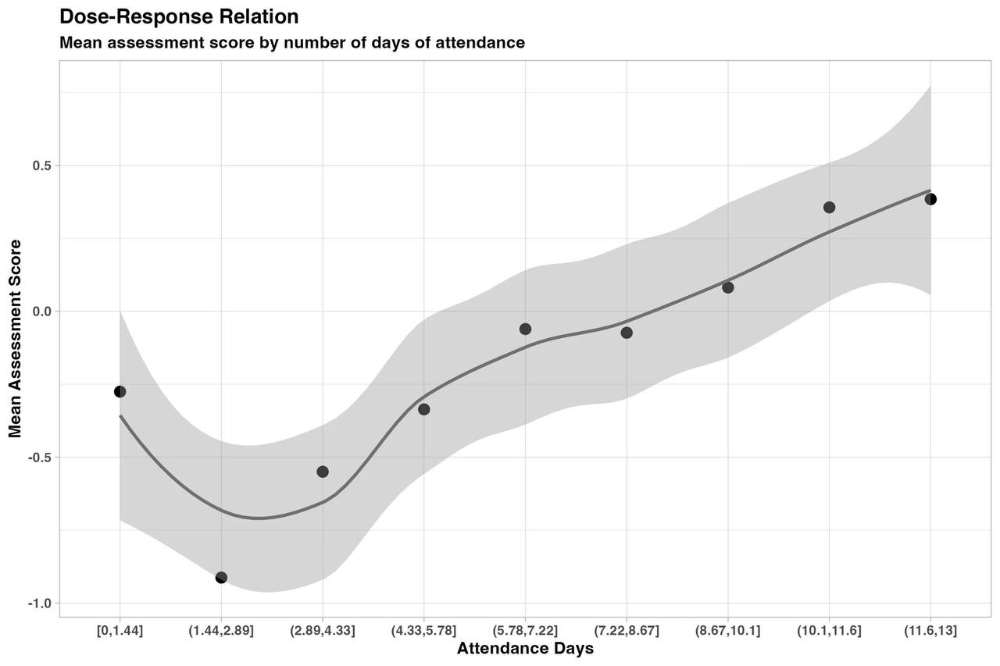 Dose-Response Relation
Mean assessment score by number of days of attendance
Mean Assessment Score
0.5
0.0
-0.5
-1.0
[0,1.44] (1.44,2.89] (2.89,4.33] (4.33,5.78] (5.78,7.22] (7.22,8.67] (8.67,10.1] (10.1,11.6] (11.6,13]
Attendance Days